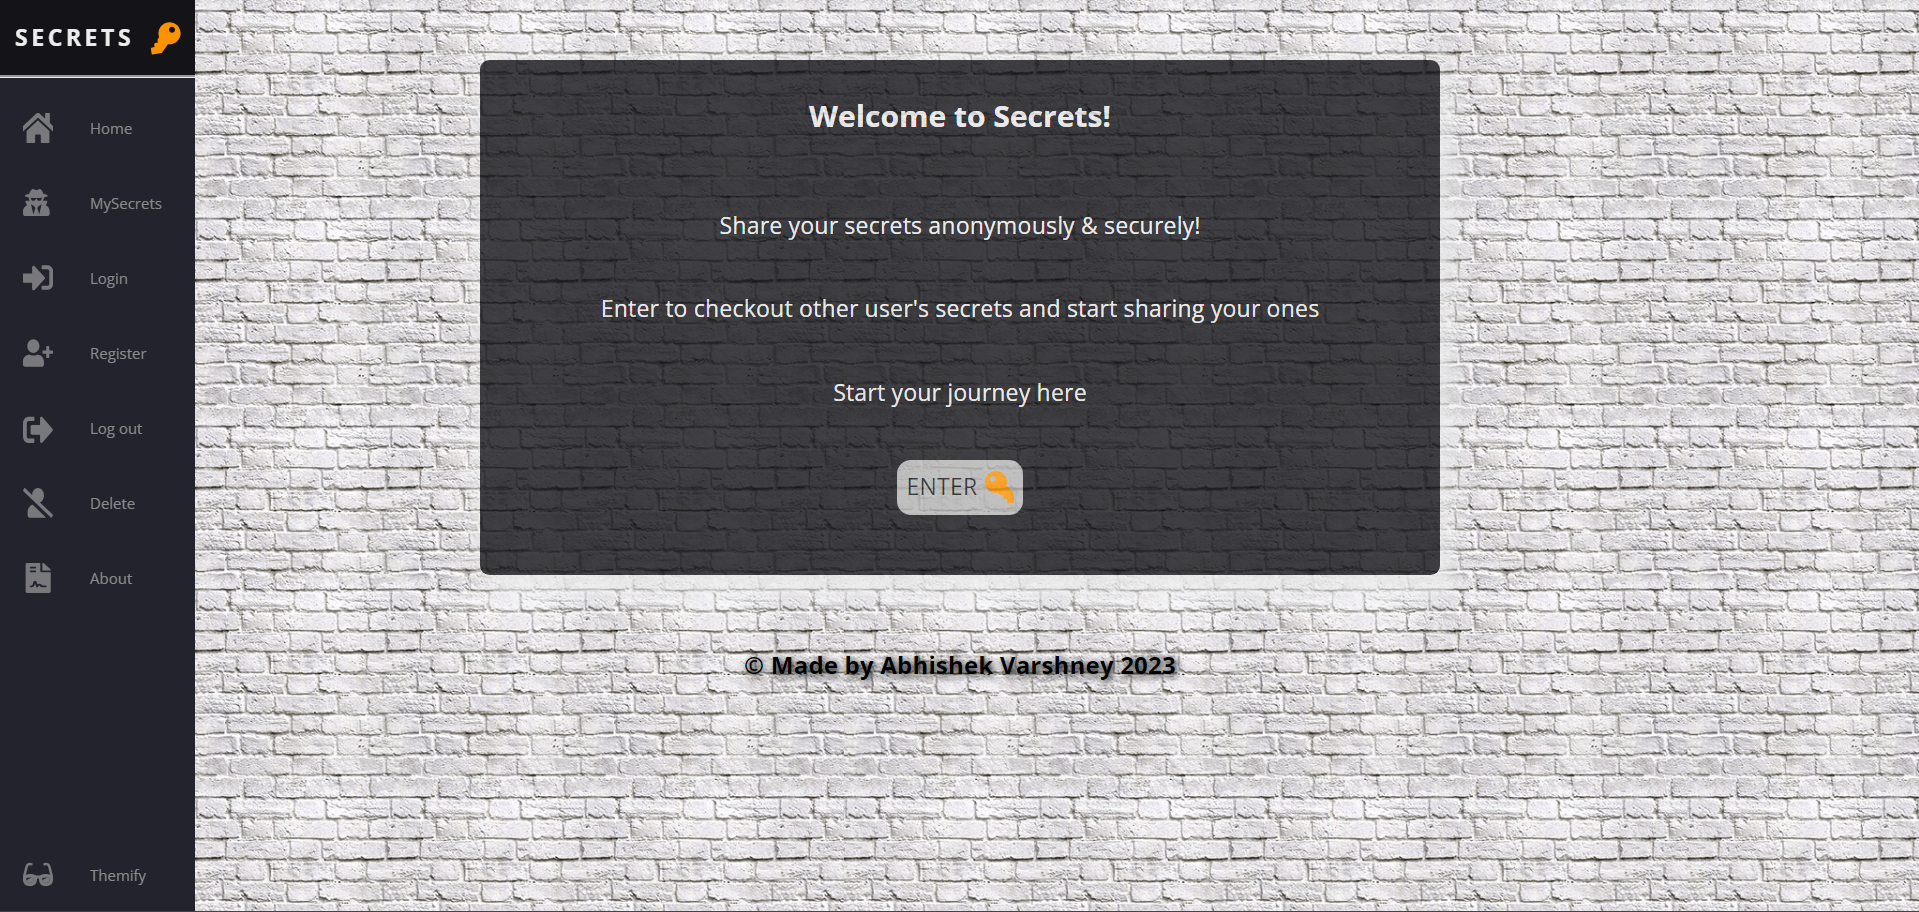 SECRETS
Home
MySecrets
Login
Register
Log out
Delete
About
Themify
Welcome to Secrets!
Share your secrets anonymously & securely!
Enter to checkout other user's secrets and start sharing your ones
Start your journey here
ENTER
© Made by Abhishek Varshney 2023